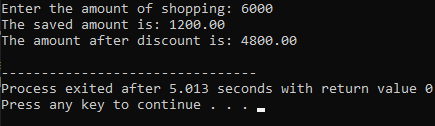 Enter the amount of shopping: 6000
The saved amount is: 1200.00
The amount after discount is: 4800.00
--------------------------------
Process exited after 5.013 seconds with return value 0
Press any key to continue . . .